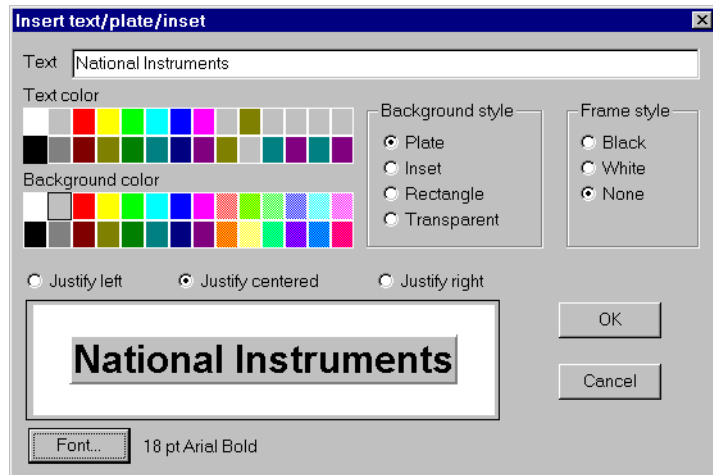 Insert text/plate/inset
Text National Instruments
Text color
Background color
Background style
Plate
Inset
Rectangle
Transparent
Frame style
Black
White
None
Justify left Justify centered Justify right
National Instruments
OK
Cancel
Font... 18 pt Arial Bold